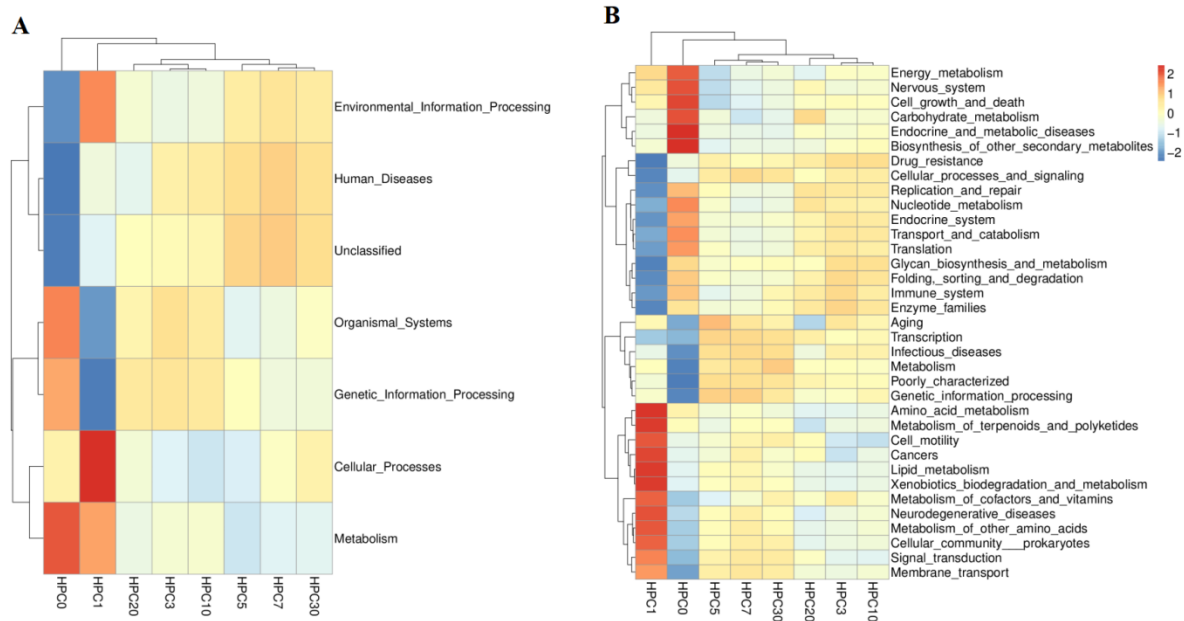 A
Environmental_Information_Processing
Human_Diseases
Unclassified
Organismal_Systems
Genetic_Information_Processing
Cellular_Processes
Metabolism
HPC0
HPC1
HPC20
HPC3
HPC10
HPC5
HPC7
HPC30
B
Energy_metabolism
Nervous_system
Cell_growth_and_death
Carbohydrate_metabolism
Endocrine_and_metabolic_diseases
Biosynthesis_of_other_secondary_metabolites
Drug_resistance
Cellular_processes_and_signaling
Replication_and_repair
Nucleotide_metabolism
Endocrine_system
Transport_and_catabolism
Translation
Glycan_biosynthesis_and_metabolism
Folding,_sorting_and_degradation
Immune_system
Enzyme_families
Aging
Transcription
Infectious_diseases
Metabolism
Poorly_characterized
Genetic_information_processing
Amino_acid_metabolism
Metabolism_of_terpenoids_and_polyketides
Cell_motility
Cancers
Lipid_metabolism
Xenobiotics_biodegradation_and_metabolism
Metabolism_of_cofactors_and_vitamins
Neurodegenerative_diseases
Metabolism_of_other_amino_acids
Cellular_community___prokaryotes
Signal_transduction
Membrane_transport
HPC1
HPC0
HPC5
HPC7
HPC30
HPC20
HPC3
HPC10
2
1
0
−1
−2